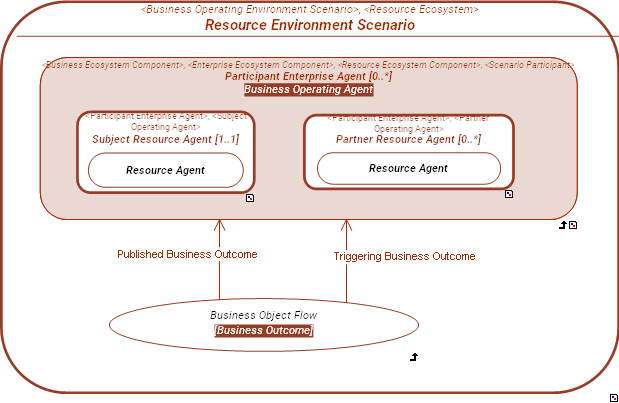 <Business Operating Environment Scenario>, <Resource Ecosystem>
Resource Environment Scenario
<Business Ecosystem Component>, <Enterprise Ecosystem Component>, <Resource Ecosystem Component>, <Scenario Participant>
Participant Enterprise Agent [0..*]
Business Operating Agent
<Participant Enterprise Agent>, <Subject
Operating Agent>
Subject Resource Agent [1..1]
Resource Agent
<Participant Enterprise Agent>, <Partner
Operating Agent>
Partner Resource Agent [0..*]
Resource Agent
Published Business Outcome
Triggering Business Outcome
Business Object Flow
[Business Outcome]